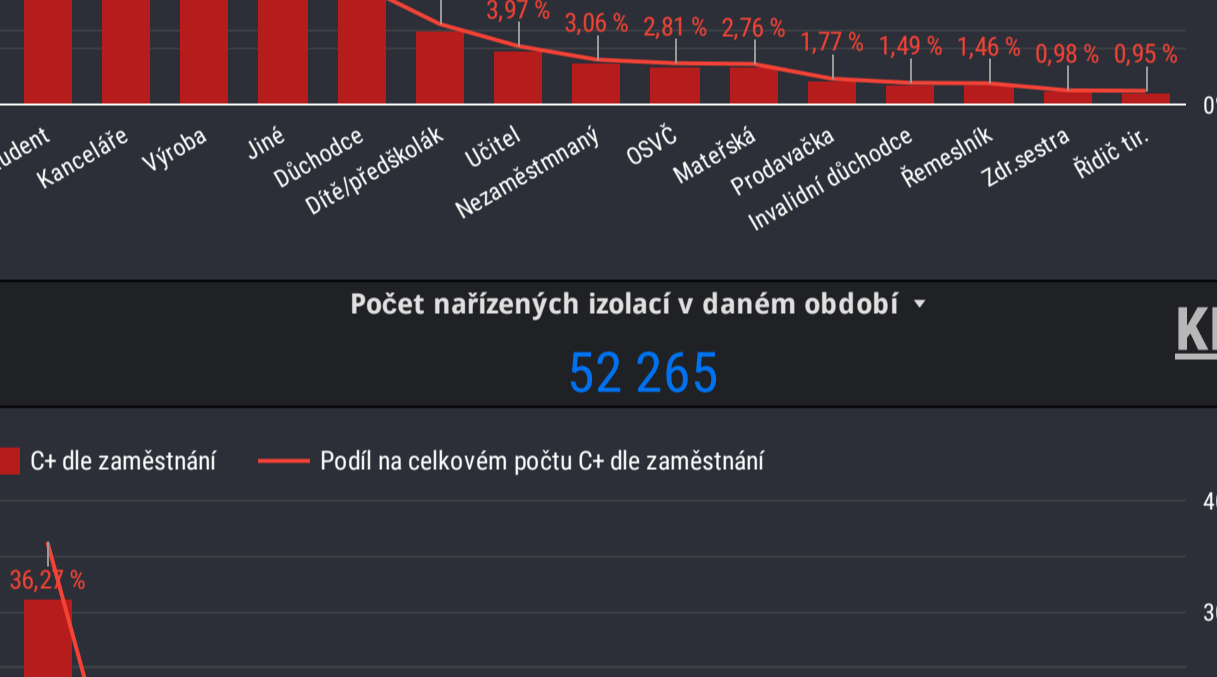 3,97 %
3,06 %
2,81 %
2,76 %
1,77 %
1,49 %
1,46 %
0,98 %
0,95 %
Kanceláře
Výroba
Jiné
Důchodce
Dítě/předškolák
Učitel
Nezaměstmnaný
OSVČ
Mateřská
Prodavačka
Invalidní důchodce
Řemeslník
Zdr.sestra
Řidič tir.
Počet nařízených izolací v daném období
52 265
C+ dle zaměstnání
Podíl na celkovém počtu C+ dle zaměstnání
36,27 %